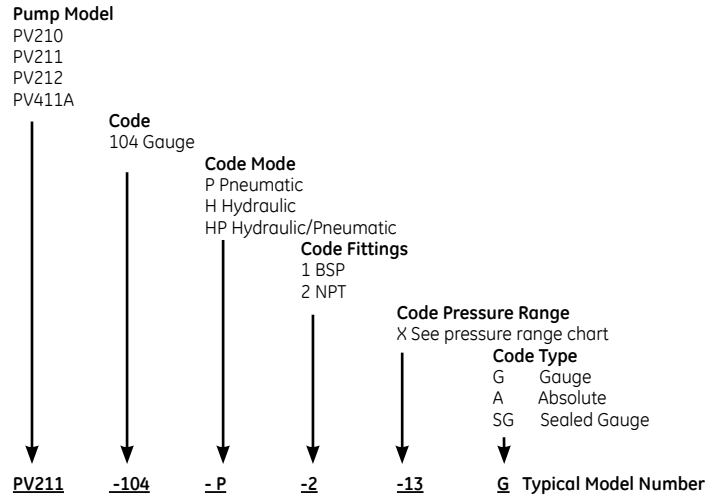 Pump Model
PV210
PV211
PV212
PV411A
Code
104 Gauge
Code Mode
P Pneumatic
H Hydraulic
HP Hydraulic/Pneumatic
Code Fittings
1 BSP
2 NPT
Code Pressure Range
X See pressure range chart
Code Type
G Gauge
A Absolute
SG Sealed Gauge
PV211 -104 - P -2 -13 G Typical Model Number